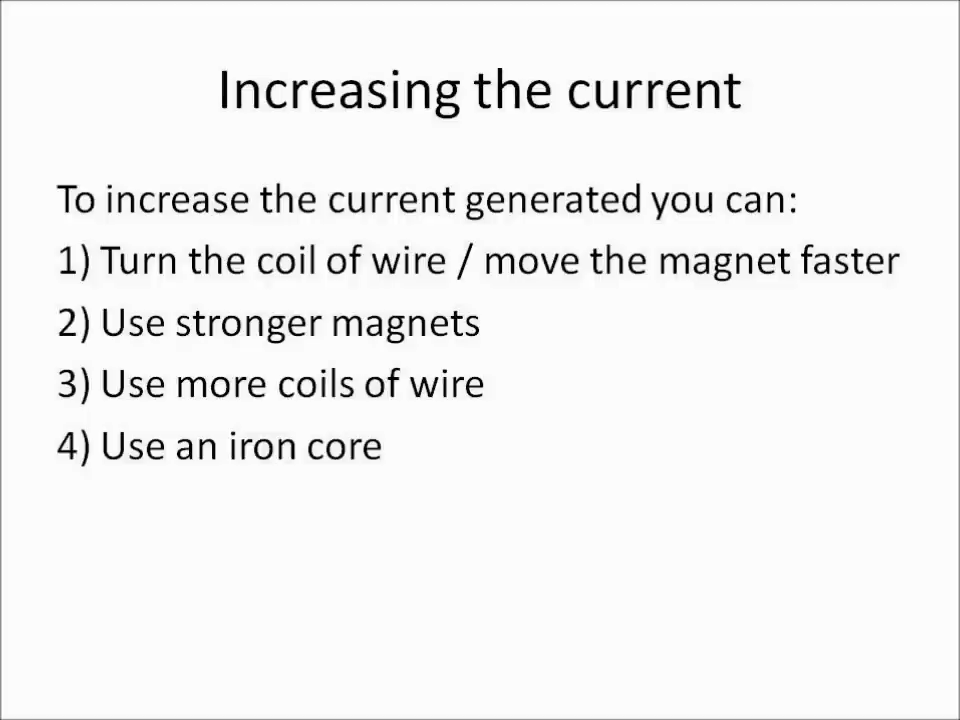 Increasing the current
To increase the current generated you can:
1) Turn the coil of wire / move the magnet faster
2) Use stronger magnets
3) Use more coils of wire
4) Use an iron core